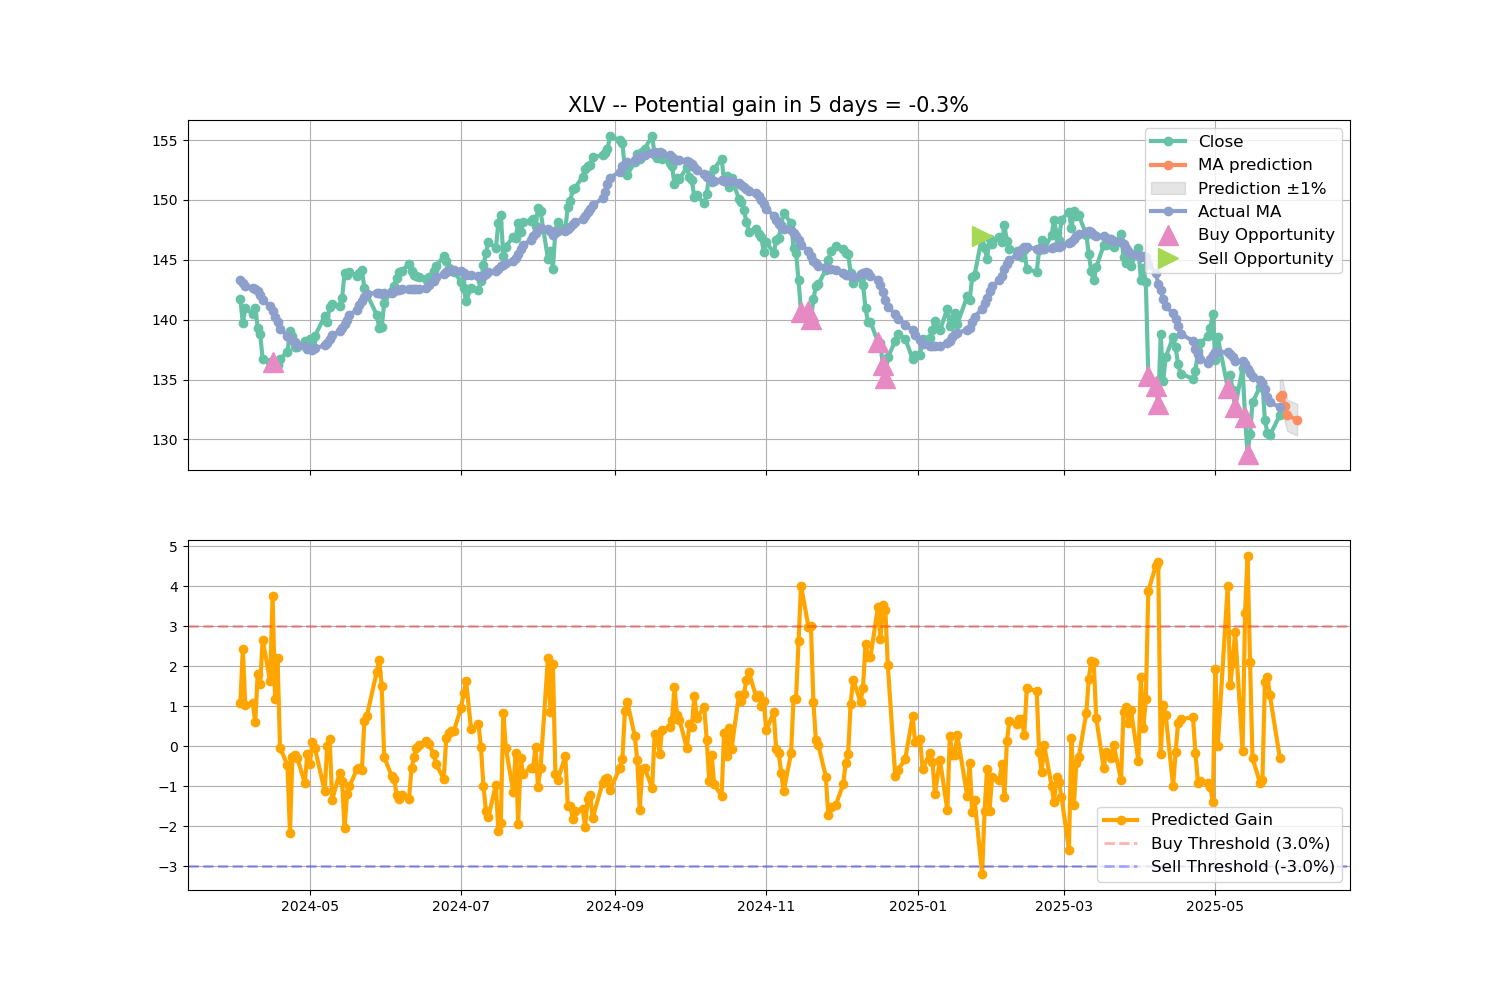 XLV -- Potential gain in 5 days = -0.3%
155
150
145
140
135
130
Close
MA prediction
Prediction ±1%
Actual MA
Buy Opportunity
Sell Opportunity
5
4
3
2
1
0
−1
−2
−3
Predicted Gain
Buy Threshold (3.0%)
Sell Threshold (-3.0%)
2024-05
2024-07
2024-09
2024-11
2025-01
2025-03
2025-05